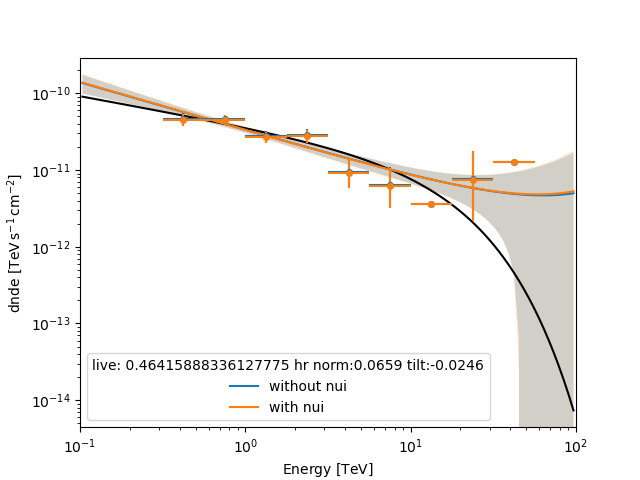 10⁻¹⁰
10⁻¹¹
10⁻¹²
10⁻¹³
10⁻¹⁴
dnde [TeV s⁻¹ cm⁻²]
live: 0.46415888336127775 hr norm:0.0659 tilt:-0.0246
without nui
with nui
10⁻¹ 10⁰ 10¹ 10²
Energy [TeV]